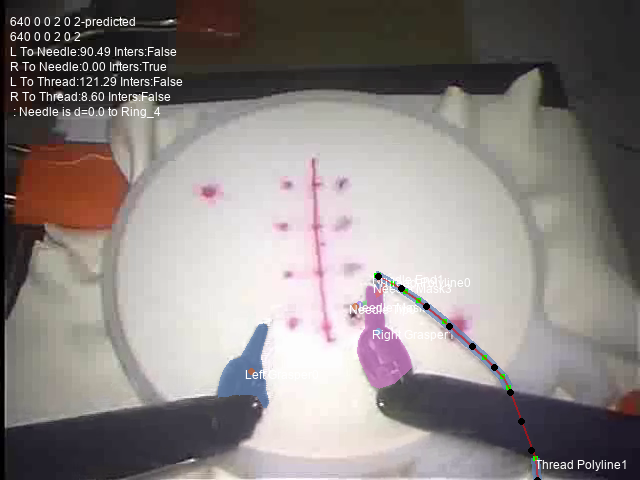 640 0 0 2 0 2-predicted
640 0 0 2 0 2
L To Needle:90.49 Inters:False
R To Needle:0.00 Inters:True
L To Thread:121.29 Inters:False
R To Thread:8.60 Inters:False
: Needle is d=0.0 to Ring_4
Right Grasper
Left
Thread Polyline1